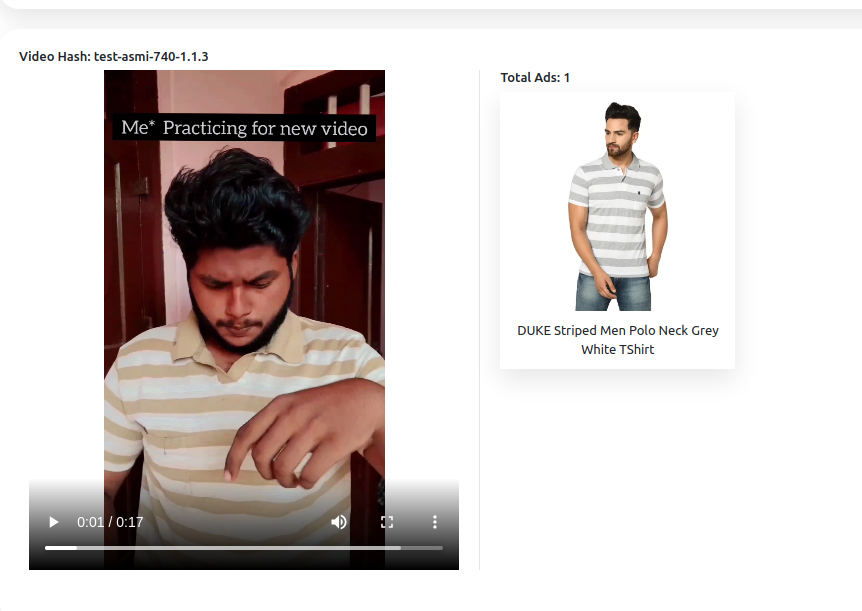 Video Hash: test-asmi-740-1.1.3
Me* Practicing for new video
0:01 / 0:17
Total Ads: 1
DUKE Striped Men Polo Neck Grey
White TShirt